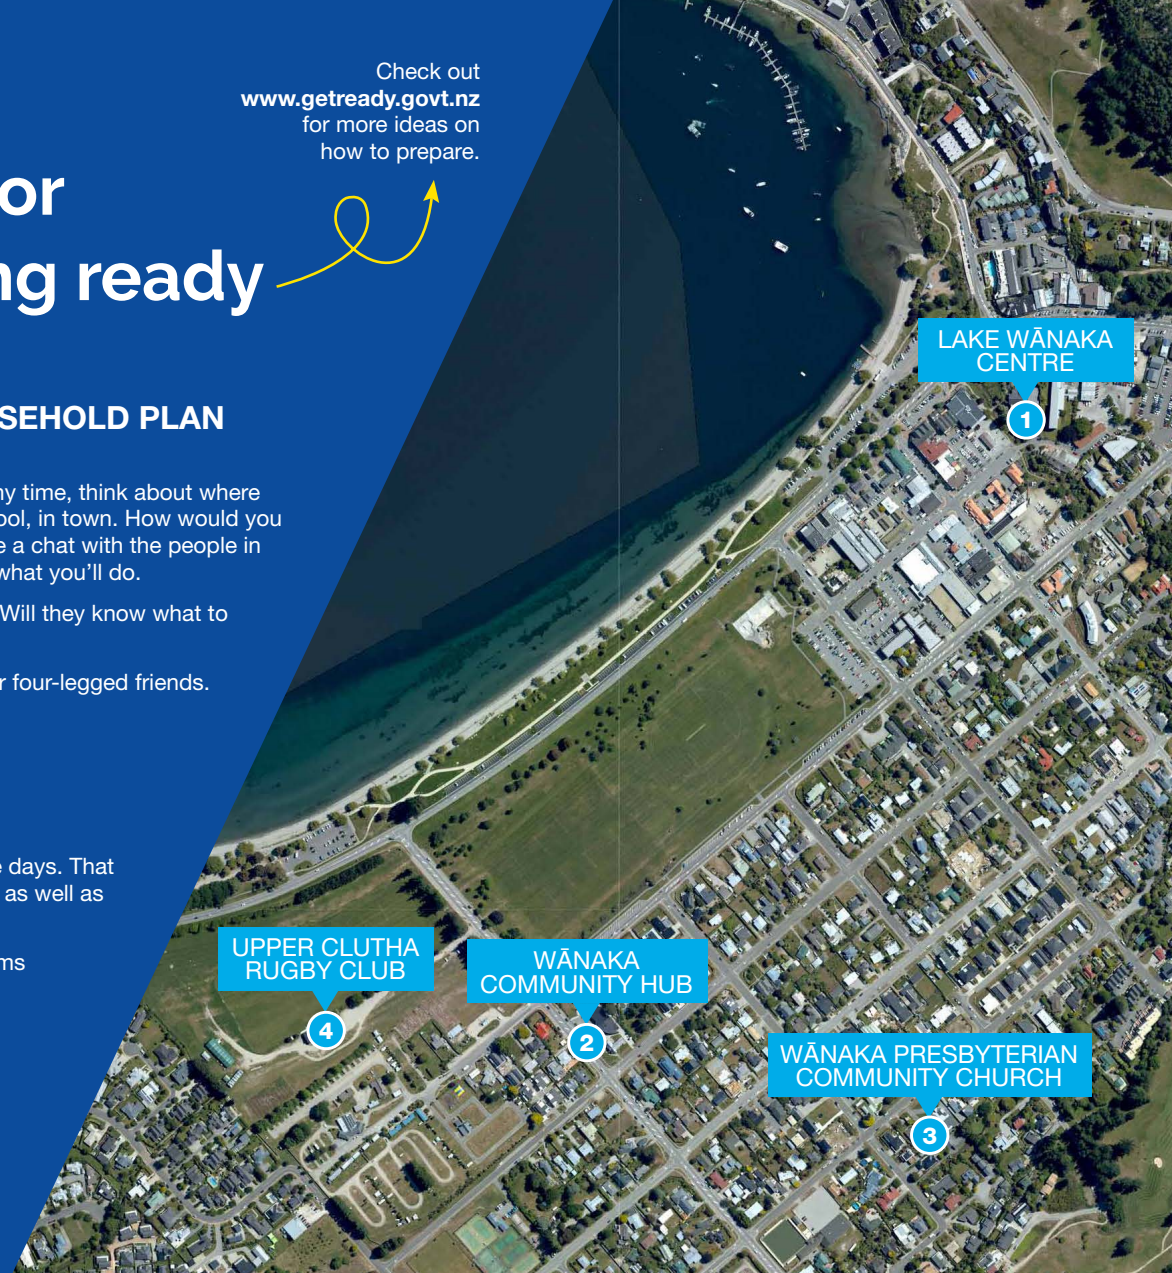 Check out
www.getready.govt.nz
for more ideas on
how to prepare.
or
ng ready
SEHOLD PLAN
ny time, think about where
ool, in town. How would you
e a chat with the people in
what you'll do.
Will they know what to
r four-legged friends.
e days. That
as well as
ms
LAKE WĀNAKA
CENTRE
1
UPPER CLUTHA
RUGBY CLUB
4
WĀNAKA
COMMUNITY HUB
2
WĀNAKA PRESBYTERIAN
COMMUNITY CHURCH
3